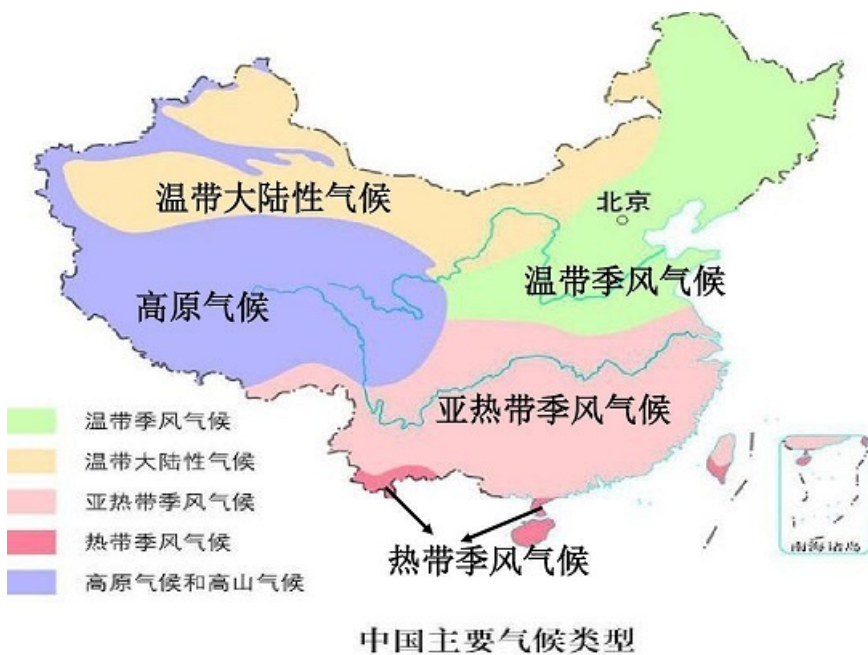 温带大陆性气候
北京
温带季风气候
高原气候
亚热带季风气候
温带季风气候
温带大陆性气候
亚热带季风气候
热带季风气候
高原气候和高山气候
热带季风气候
南海诸岛
中国主要气候类型